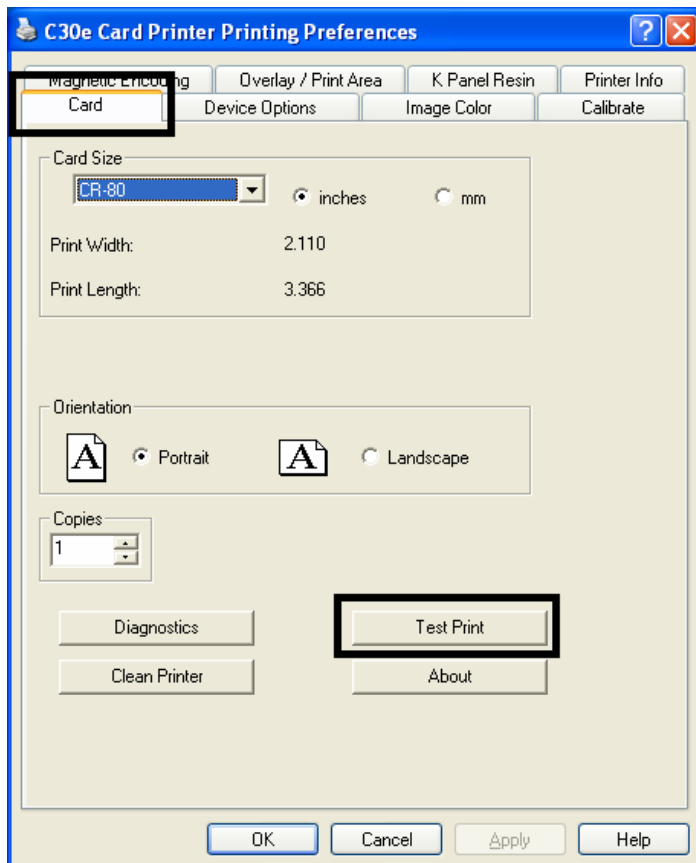 C30e Card Printer Printing Preferences
Magnetic Encoding Overlay / Print Area K Panel Resin Printer Info
Card Device Options Image Color Calibrate
Card Size
CR-80 inches mm
Print Width: 2.110
Print Length: 3.366
Orientation
A Portrait A Landscape
Copies
1
Diagnostics Test Print
Clean Printer About
OK Cancel Apply Help